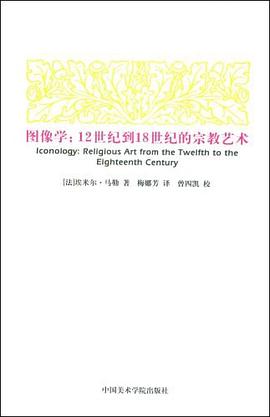 图像学：12世纪到18世纪的宗教艺术
Iconology: Religious Art from the Twelfth to the
Eighteenth Century
[法]埃米尔·马勒 著 梅娜芳 译 曾四凯 校
中国美术学院出版社